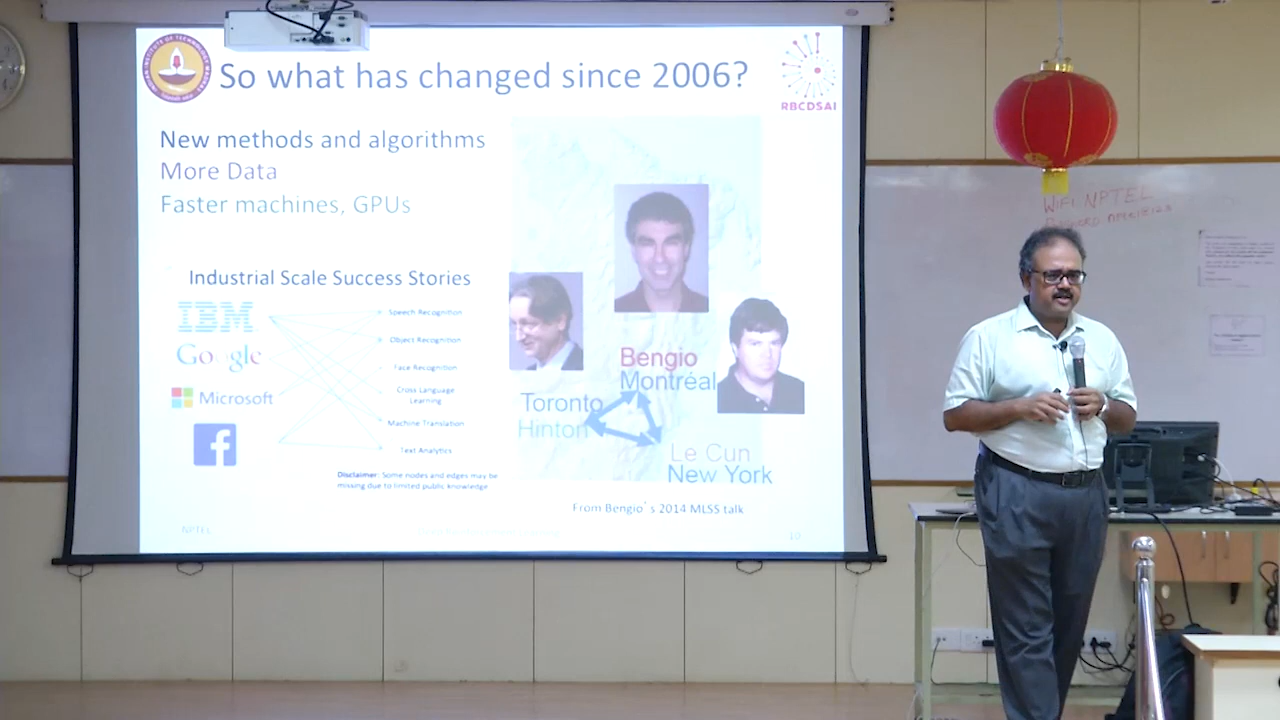 So what has changed since 2006?
RBCDSAI
New methods and algorithms
More Data
Faster machines, GPUs
Industrial Scale Success Stories
IBM
Google
Microsoft
Speech Recognition
Object Recognition
Face Recognition
Cross Language
Learning
Machine Translation
Text Analytics
Disclaimer: Some nodes and edges may be
missing due to limited public knowledge
Bengio
Montréal
Toronto
Hinton
Le Cun
New York
From Bengio's 2014 MLSS talk
NPTEL
10
WiFi NPTEL